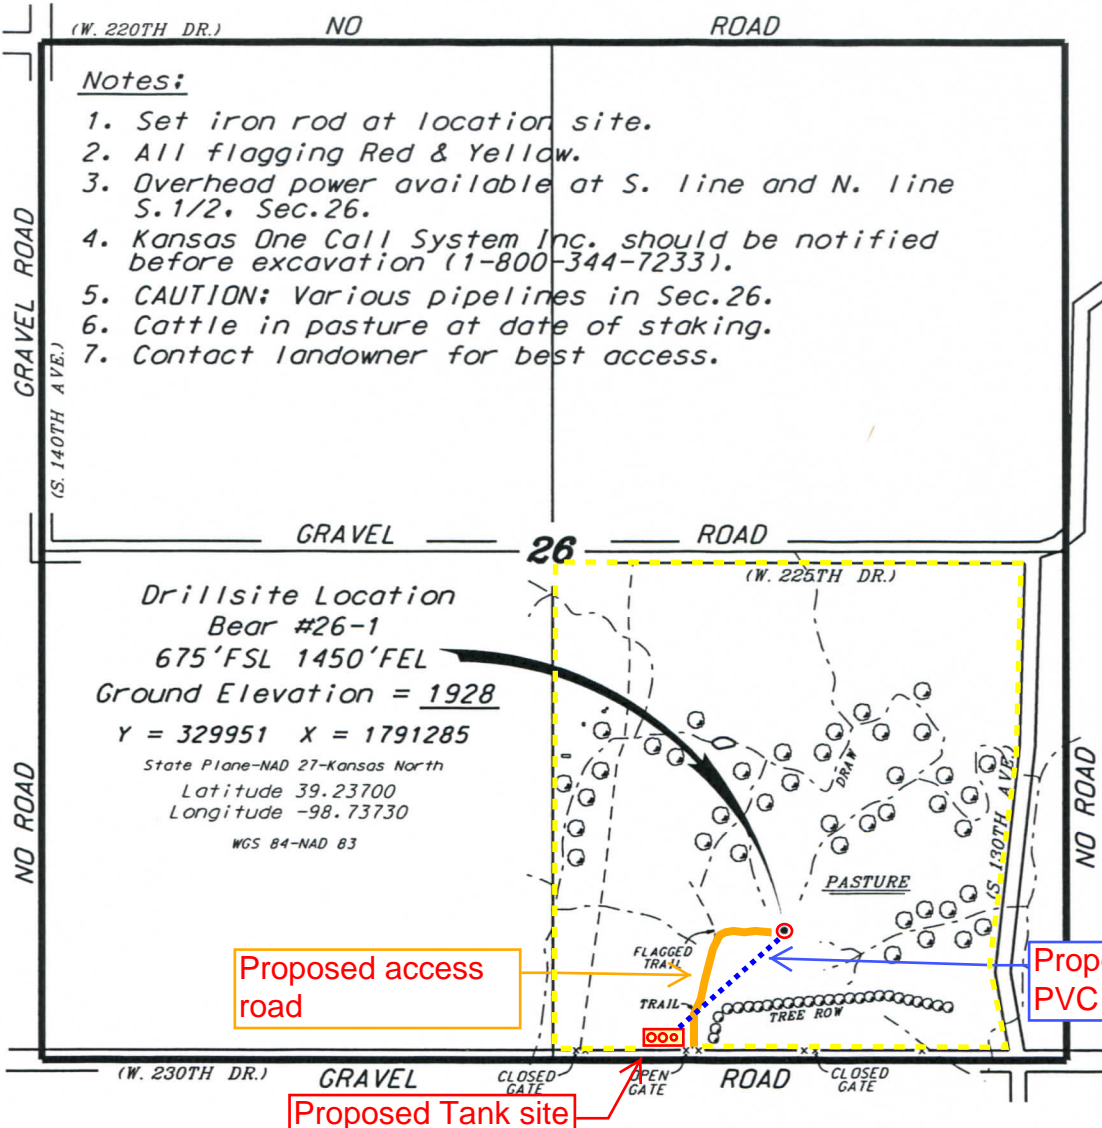 (W. 220TH DR.) NO ROAD
Notes:
1. Set iron rod at location site.
2. All flagging Red & Yellow.
3. Overhead power available at S. line and N. line
S.1/2, Sec.26.
4. Kansas One Call System Inc. should be notified
before excavation (1-800-344-7233).
5. CAUTION: Various pipelines in Sec.26.
6. Cattle in pasture at date of staking.
7. Contact landowner for best access.
GRAVEL ROAD
(S. 140TH AVE.)
GRAVEL 26 ROAD
(W. 225TH DR.)
Drillsite Location
Bear #26-1
675'FSL 1450'FEL
Ground Elevation = 1928
Y = 329951 X = 1791285
State Plane-NAD 27-Kansas North
Latitude 39.23700
Longitude -98.73730
WGS 84-NAD 83
NO ROAD
DRAW
(S 130TH AVE)
NO ROAD
PASTURE
FLAGGED
TRAIL
Proposed access
road
Propo
PVC
TRAIL
TREE ROW
(W. 230TH DR.) GRAVEL ROAD
CLOSED
GATE
OPEN
GATE
CLOSED
GATE
Proposed Tank site